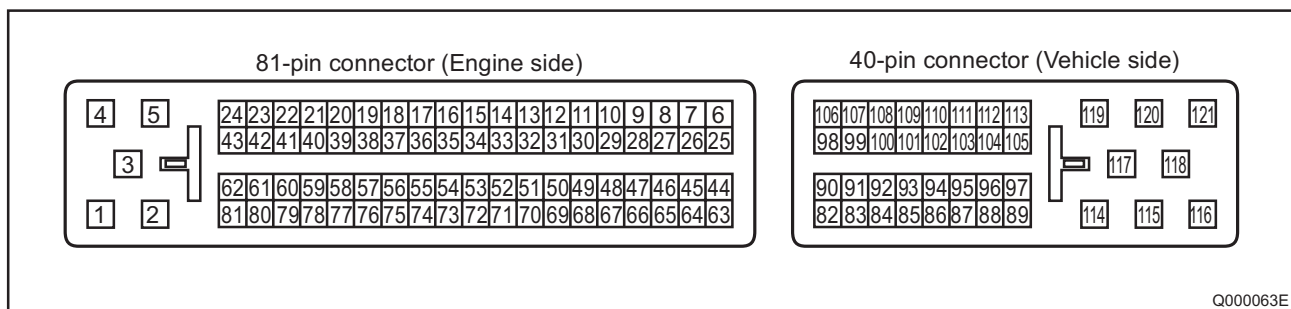 81-pin connector (Engine side)
40-pin connector (Vehicle side)
4 5 24 23 22 21 20 19 18 17 16 15 14 13 12 11 10 9 8 7 6
43 42 41 40 39 38 37 36 35 34 33 32 31 30 29 28 27 26 25
3
62 61 60 59 58 57 56 55 54 53 52 51 50 49 48 47 46 45 44
1 2 81 80 79 78 77 76 75 74 73 72 71 70 69 68 67 66 65 64 63
106 107 108 109 110 111 112 113 119 120 121
98 99 100 101 102 103 104 105
117 118
90 91 92 93 94 95 96 97
82 83 84 85 86 87 88 89 114 115 116
Q000063E